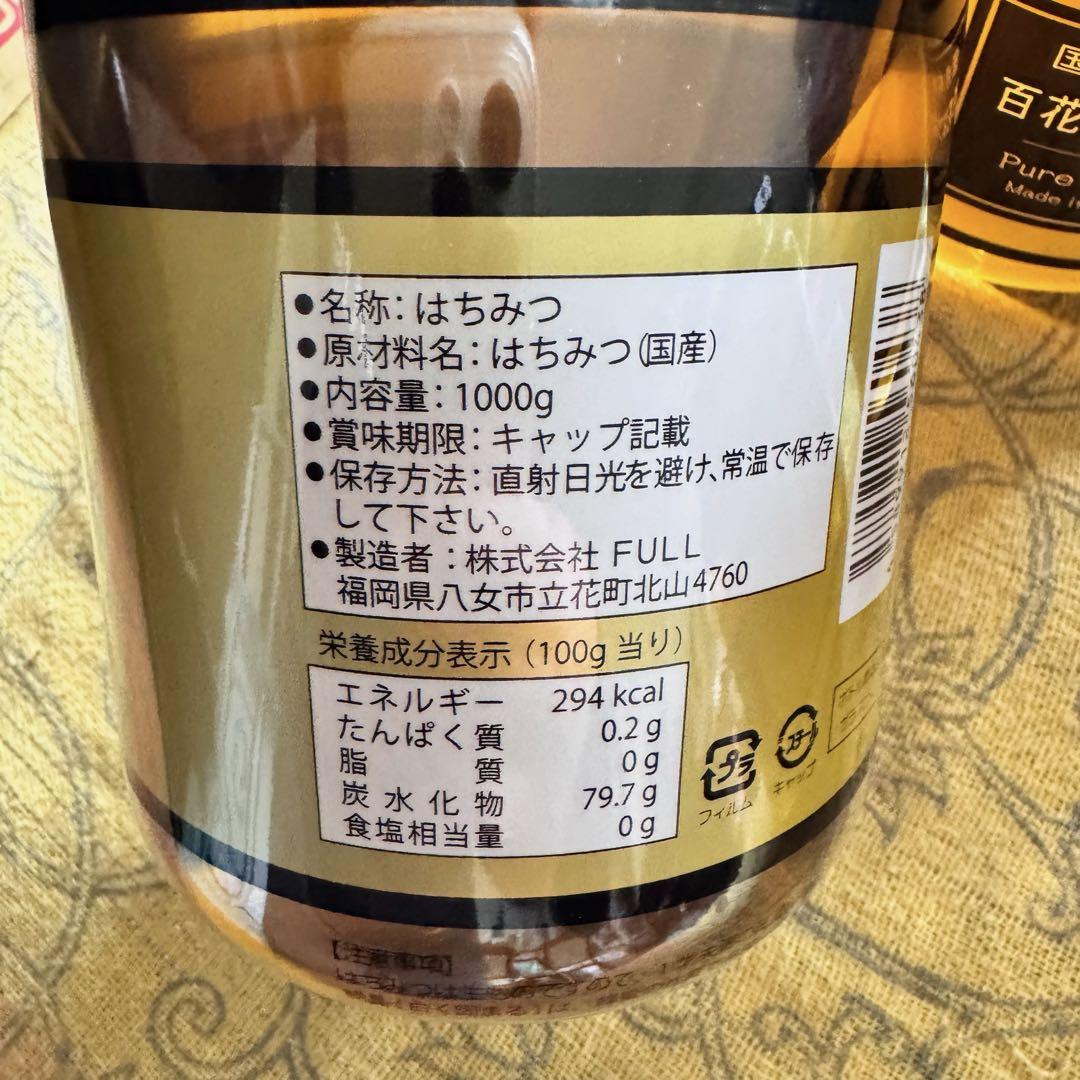 ●名称：はちみつ
●原材料名：はちみつ（国産）
●内容量：1000g
●賞味期限：キャップ記載
●保存方法：直射日光を避け、常温で保存
して下さい。
●製造者：株式会社 FULL
福岡県八女市立花町北山4760
栄養成分表示（100g 当り）
エネルギー 294 kcal
たんぱく質 0.2 g
脂質 0 g
炭水化物 79.7 g
食塩相当量 0 g
プラ
フィルム
スチール
キャップ
【注意事項】
百花
Pure
Made